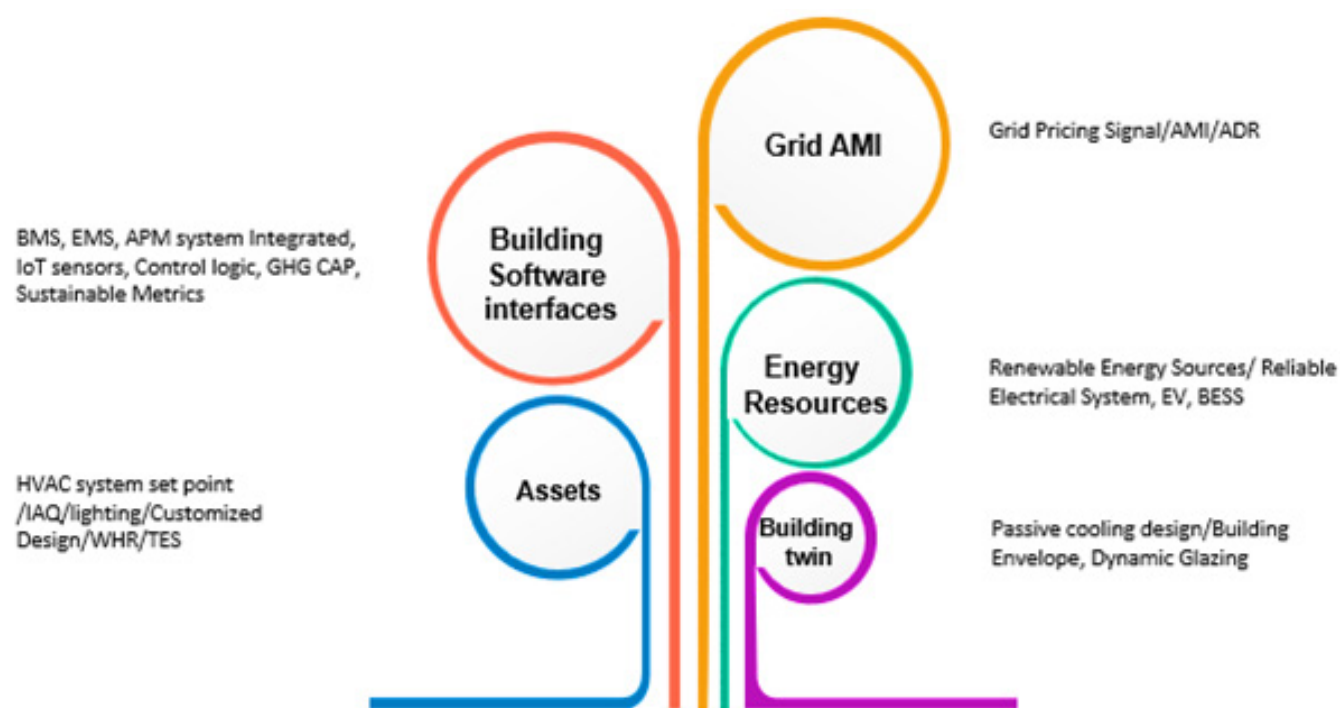 Grid AMI
Grid Pricing Signal/AMI/ADR
Building
Software
interfaces
BMS, EMS, APM system Integrated,
IoT sensors, Control logic, GHG CAP,
Sustainable Metrics
Energy
Resources
Renewable Energy Sources/ Reliable
Electrical System, EV, BESS
Assets
HVAC system set point
/IAQ/lighting/Customized
Design/WHR/TES
Building
twin
Passive cooling design/Building
Envelope, Dynamic Glazing